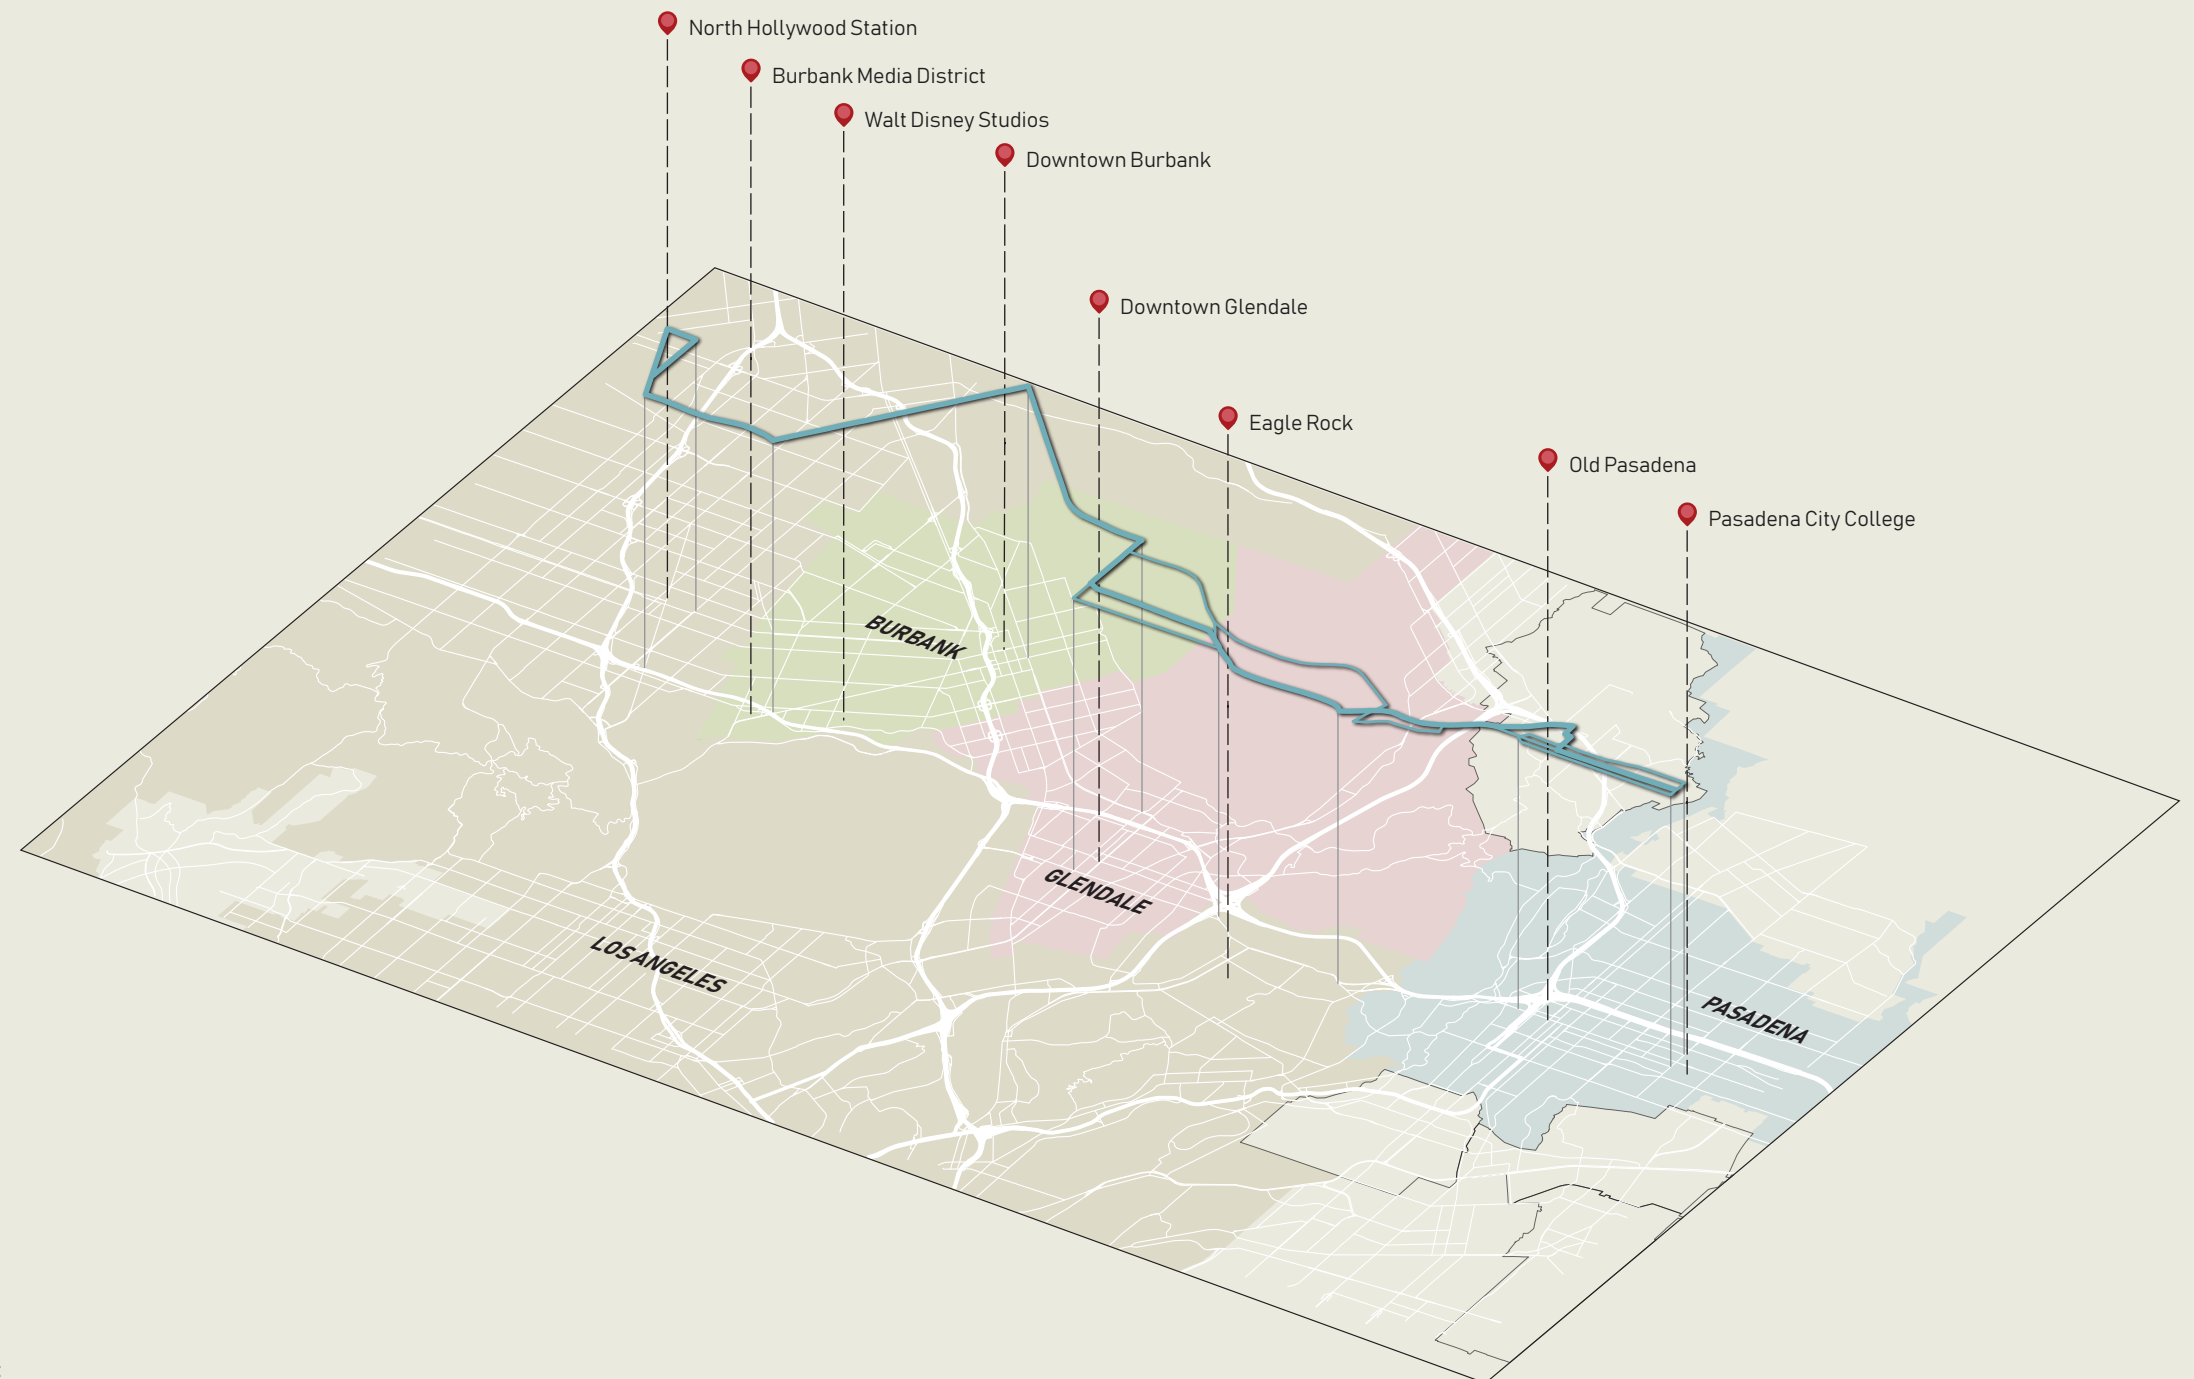 North Hollywood Station
Burbank Media District
Walt Disney Studios
Downtown Burbank
Downtown Glendale
Eagle Rock
Old Pasadena
Pasadena City College
BURBANK
GLENDALE
LOS ANGELES
PASADENA